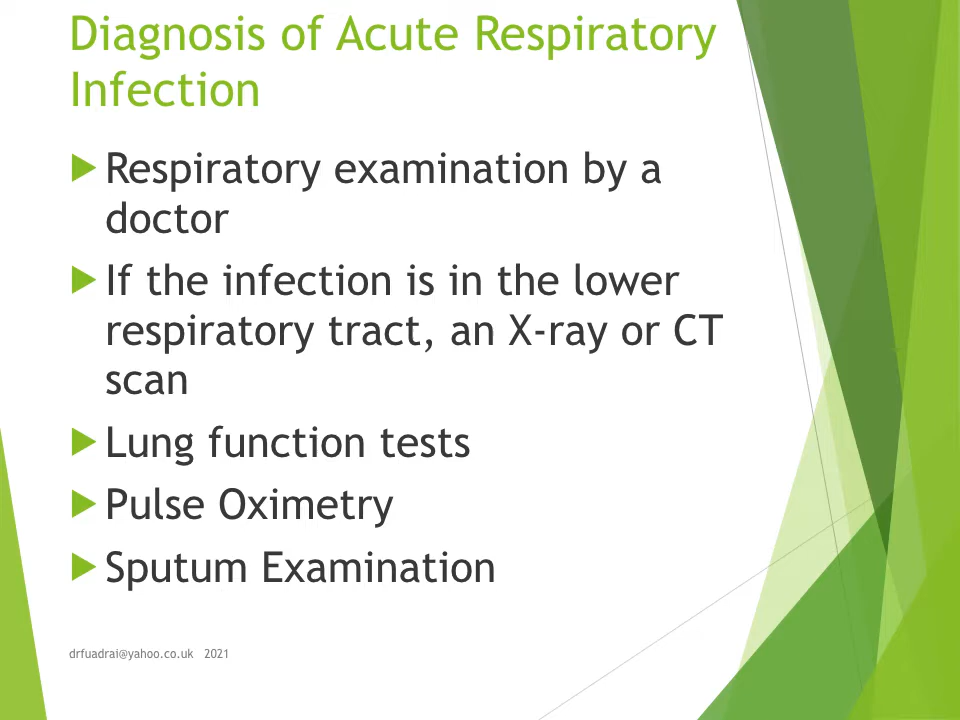 Diagnosis of Acute Respiratory
Infection
Respiratory examination by a
doctor
If the infection is in the lower
respiratory tract, an X-ray or CT
scan
Lung function tests
Pulse Oximetry
Sputum Examination
drfuadrai@yahoo.co.uk 2021